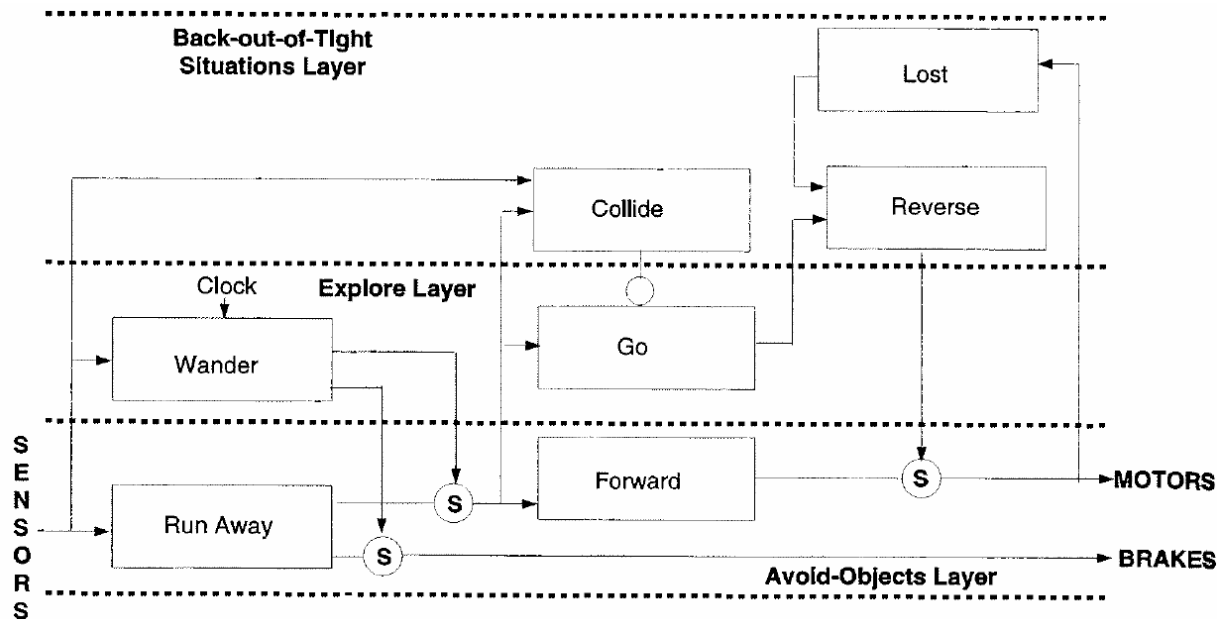 Back-out-of-Tight
Situations Layer
Lost
Collide
Reverse
Clock
Explore Layer
Wander
Go
SENSORS
Run Away
S
S
Forward
S
MOTORS
BRAKES
Avoid-Objects Layer